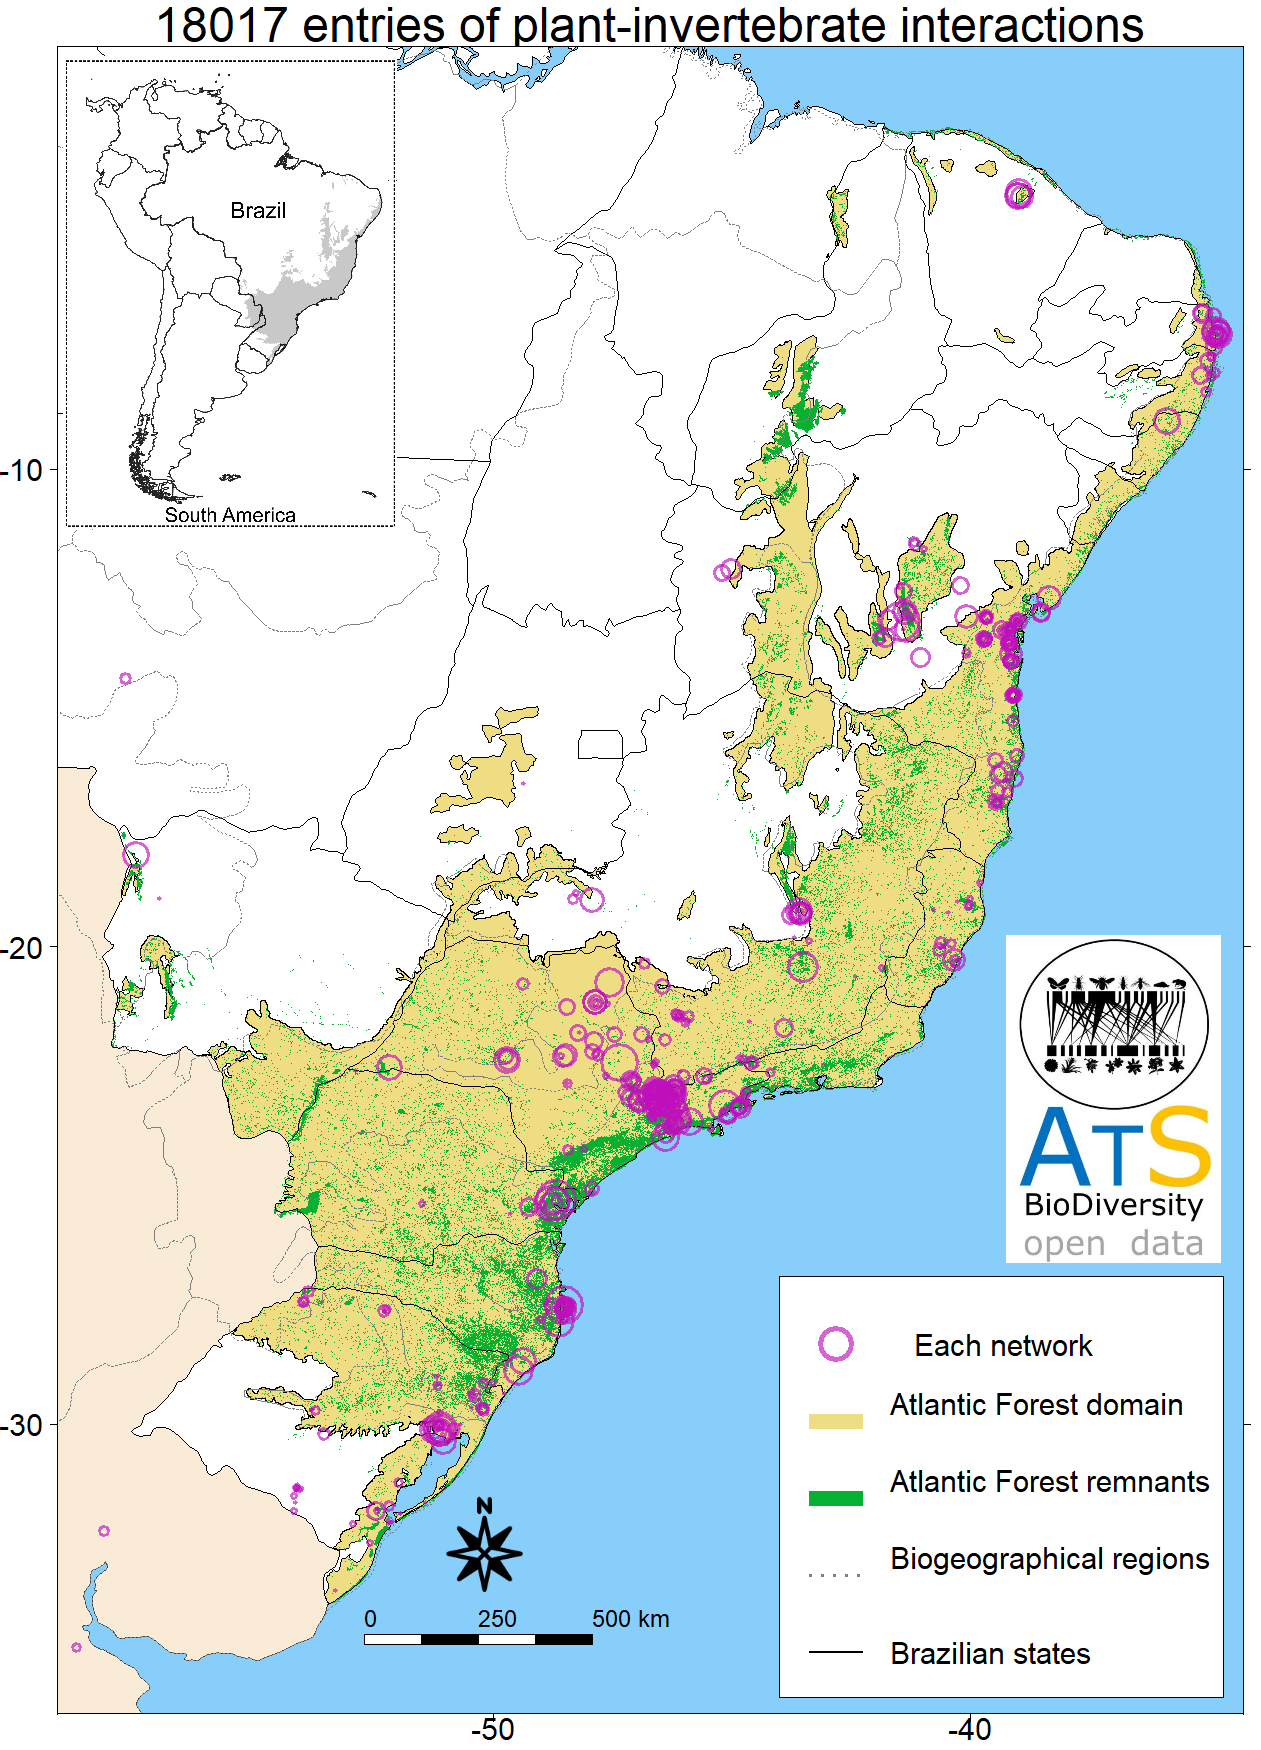 18017 entries of plant-invertebrate interactions
Brazil
South America
-10
-20
-30
-50
-40
ATS
BioDiversity
open data
Each network
Atlantic Forest domain
Atlantic Forest remnants
Biogeographical regions
Brazilian states
N
0 250 500 km